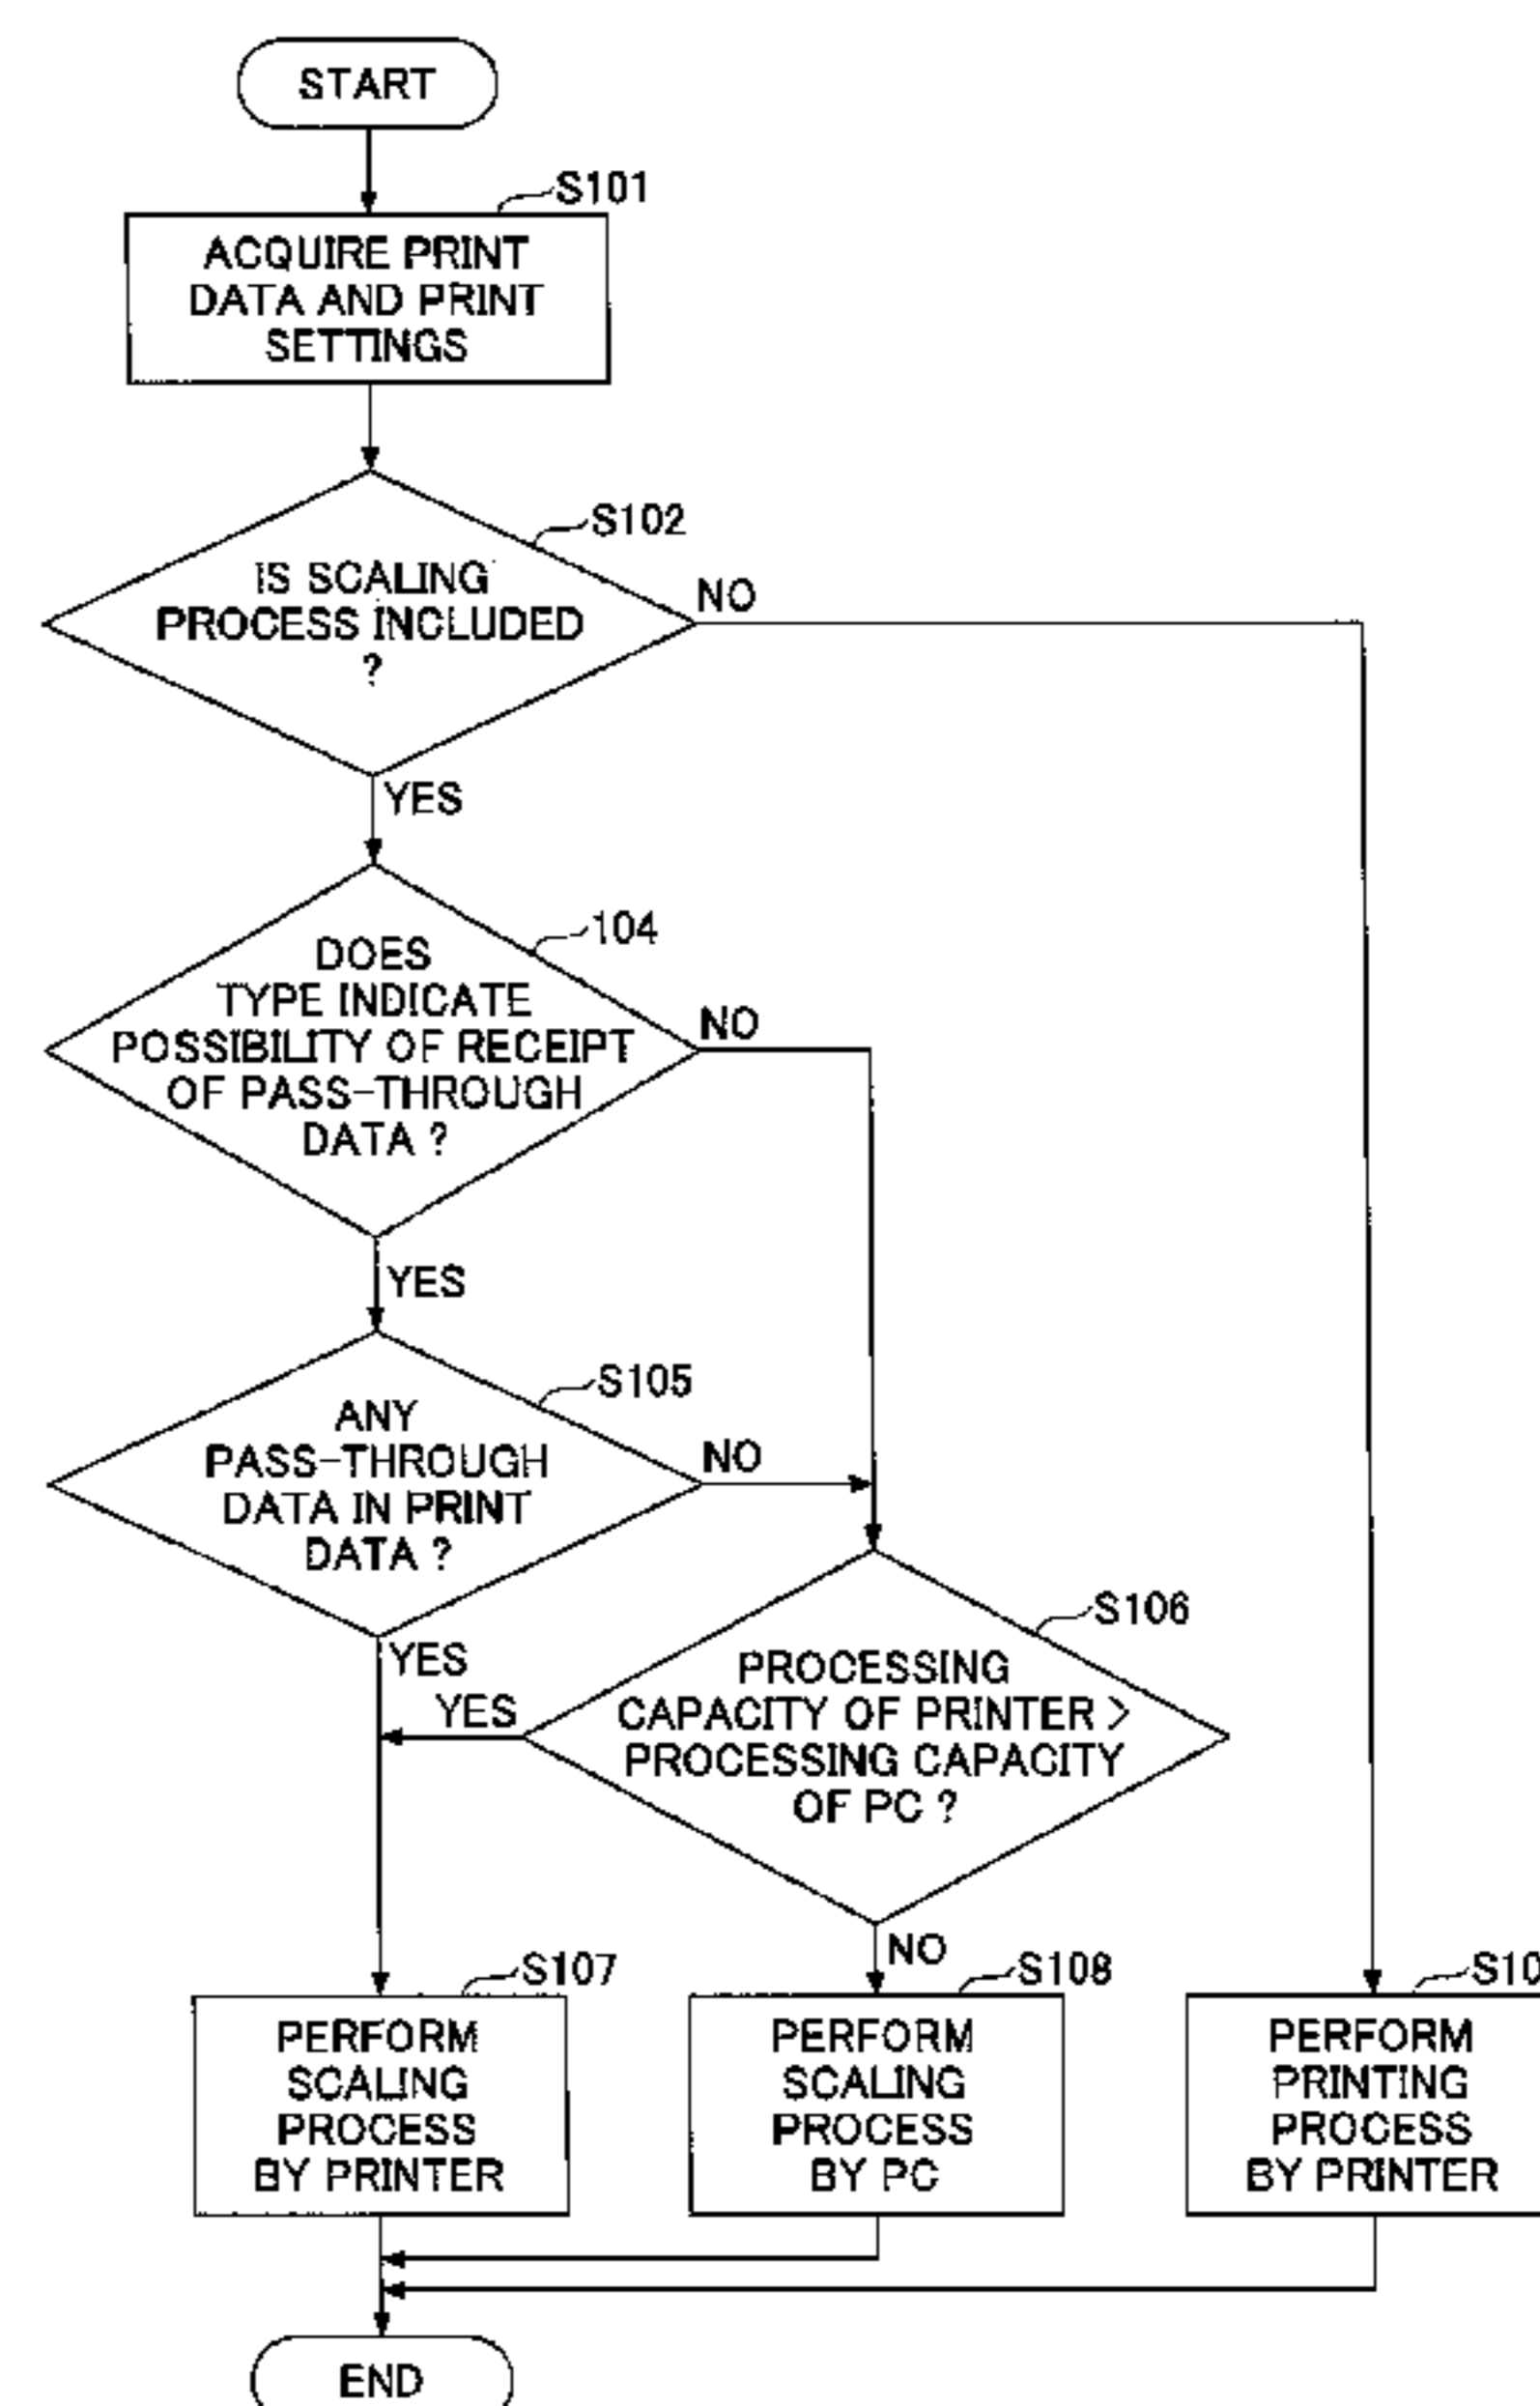 START
S101
ACQUIRE PRINT
DATA AND PRINT
SETTINGS
S102
IS SCALING
PROCESS INCLUDED
?
NO
YES
104
DOES
TYPE INDICATE
POSSIBILITY OF RECEIPT
OF PASS-THROUGH
DATA ?
NO
YES
S105
ANY
PASS-THROUGH
DATA IN PRINT
DATA ?
NO
YES
S106
PROCESSING
CAPACITY OF PRINTER >
PROCESSING CAPACITY
OF PC ?
YES
NO
S107
PERFORM
SCALING
PROCESS
BY PRINTER
S108
PERFORM
SCALING
PROCESS
BY PC
PERFORM
PRINTING
PROCESS
BY PRINTER
END